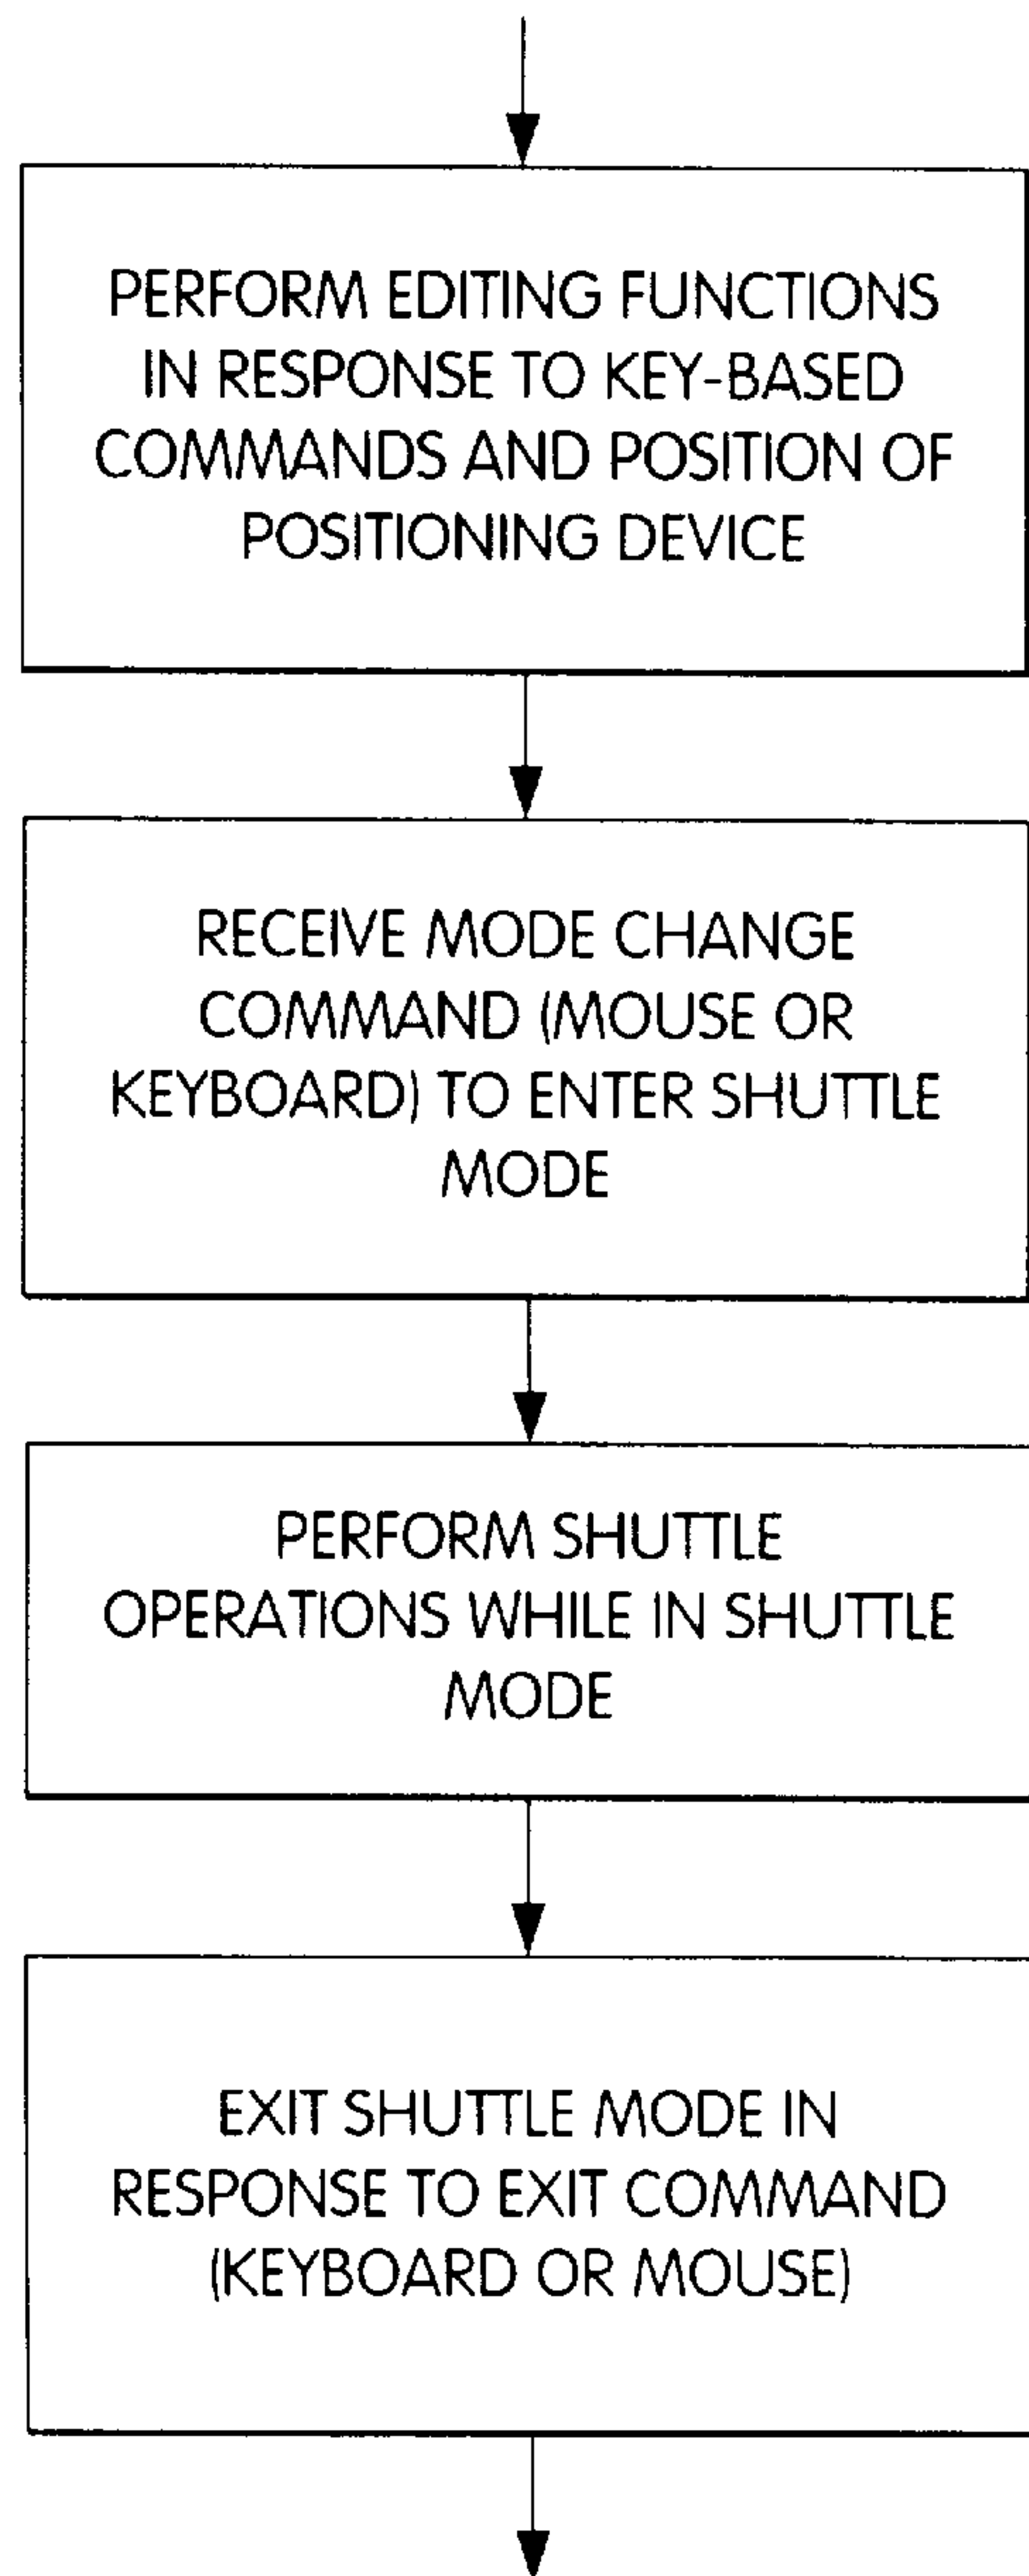 PERFORM EDITING FUNCTIONS
IN RESPONSE TO KEY-BASED
COMMANDS AND POSITION OF
POSITIONING DEVICE
RECEIVE MODE CHANGE
COMMAND (MOUSE OR
KEYBOARD) TO ENTER SHUTTLE
MODE
PERFORM SHUTTLE
OPERATIONS WHILE IN SHUTTLE
MODE
EXIT SHUTTLE MODE IN
RESPONSE TO EXIT COMMAND
(KEYBOARD OR MOUSE)